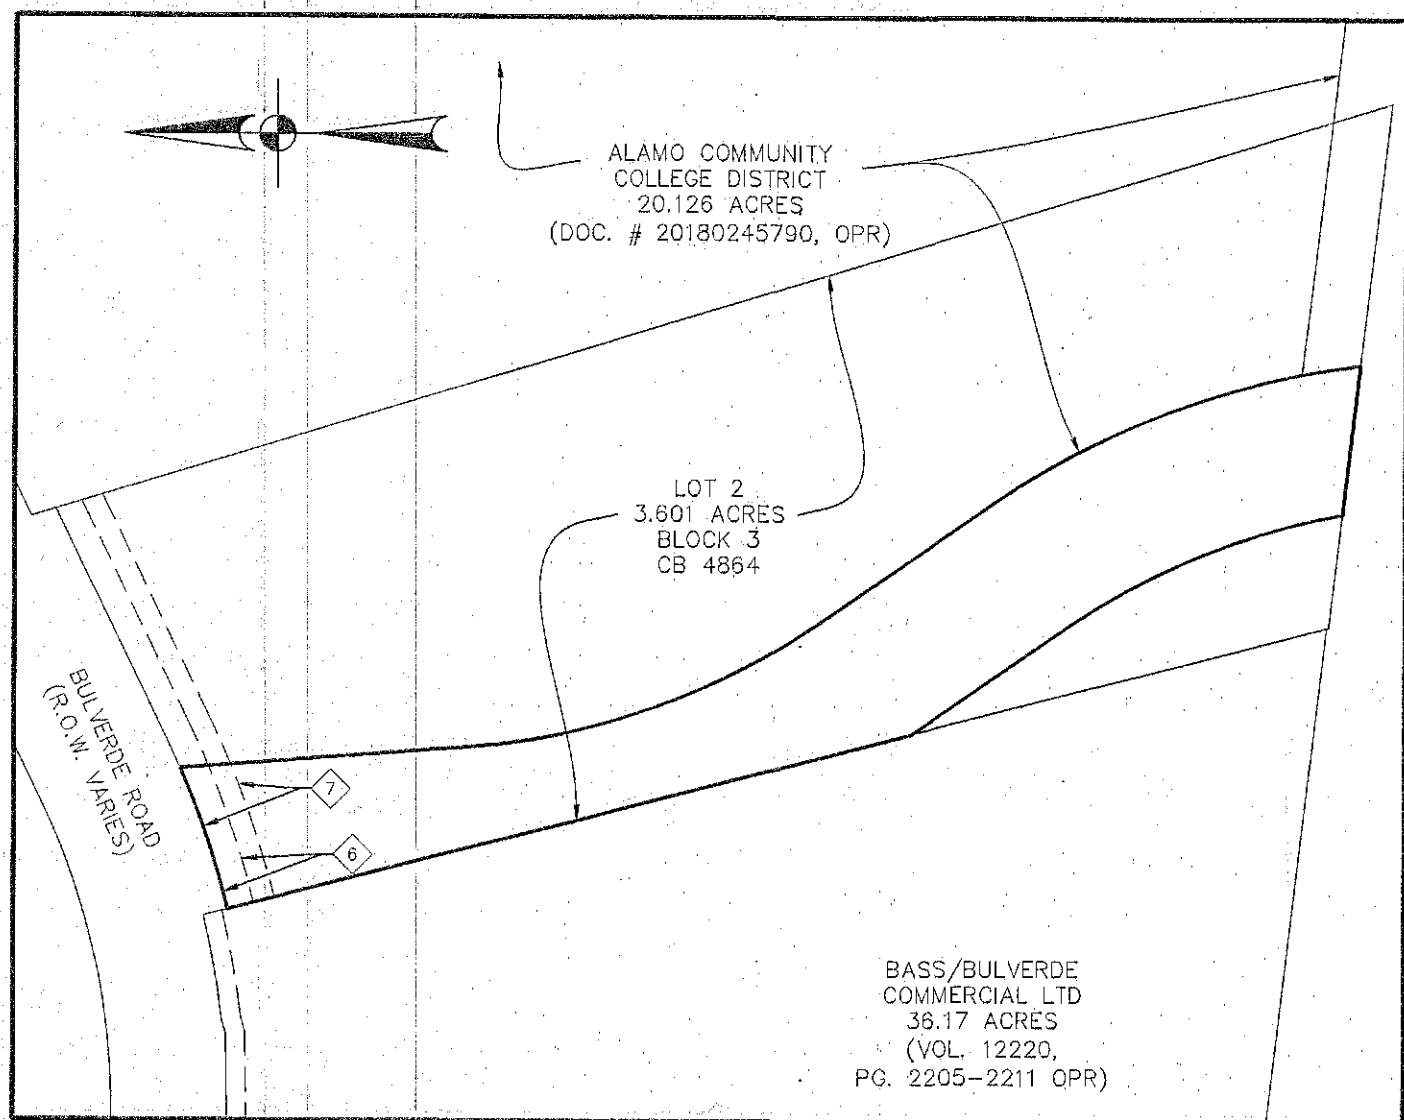 ALAMO COMMUNITY
COLLEGE DISTRICT
20.126 ACRES
(DOC. # 20180245790, OPR)
LOT 2
3.601 ACRES
BLOCK 3
CB 4864
BULVERDE ROAD
(R.O.W. VARIES)
7
6
BASS/BULVERDE
COMMERCIAL LTD
36.17 ACRES
(VOL. 12220,
PG. 2205-2211 OPR)